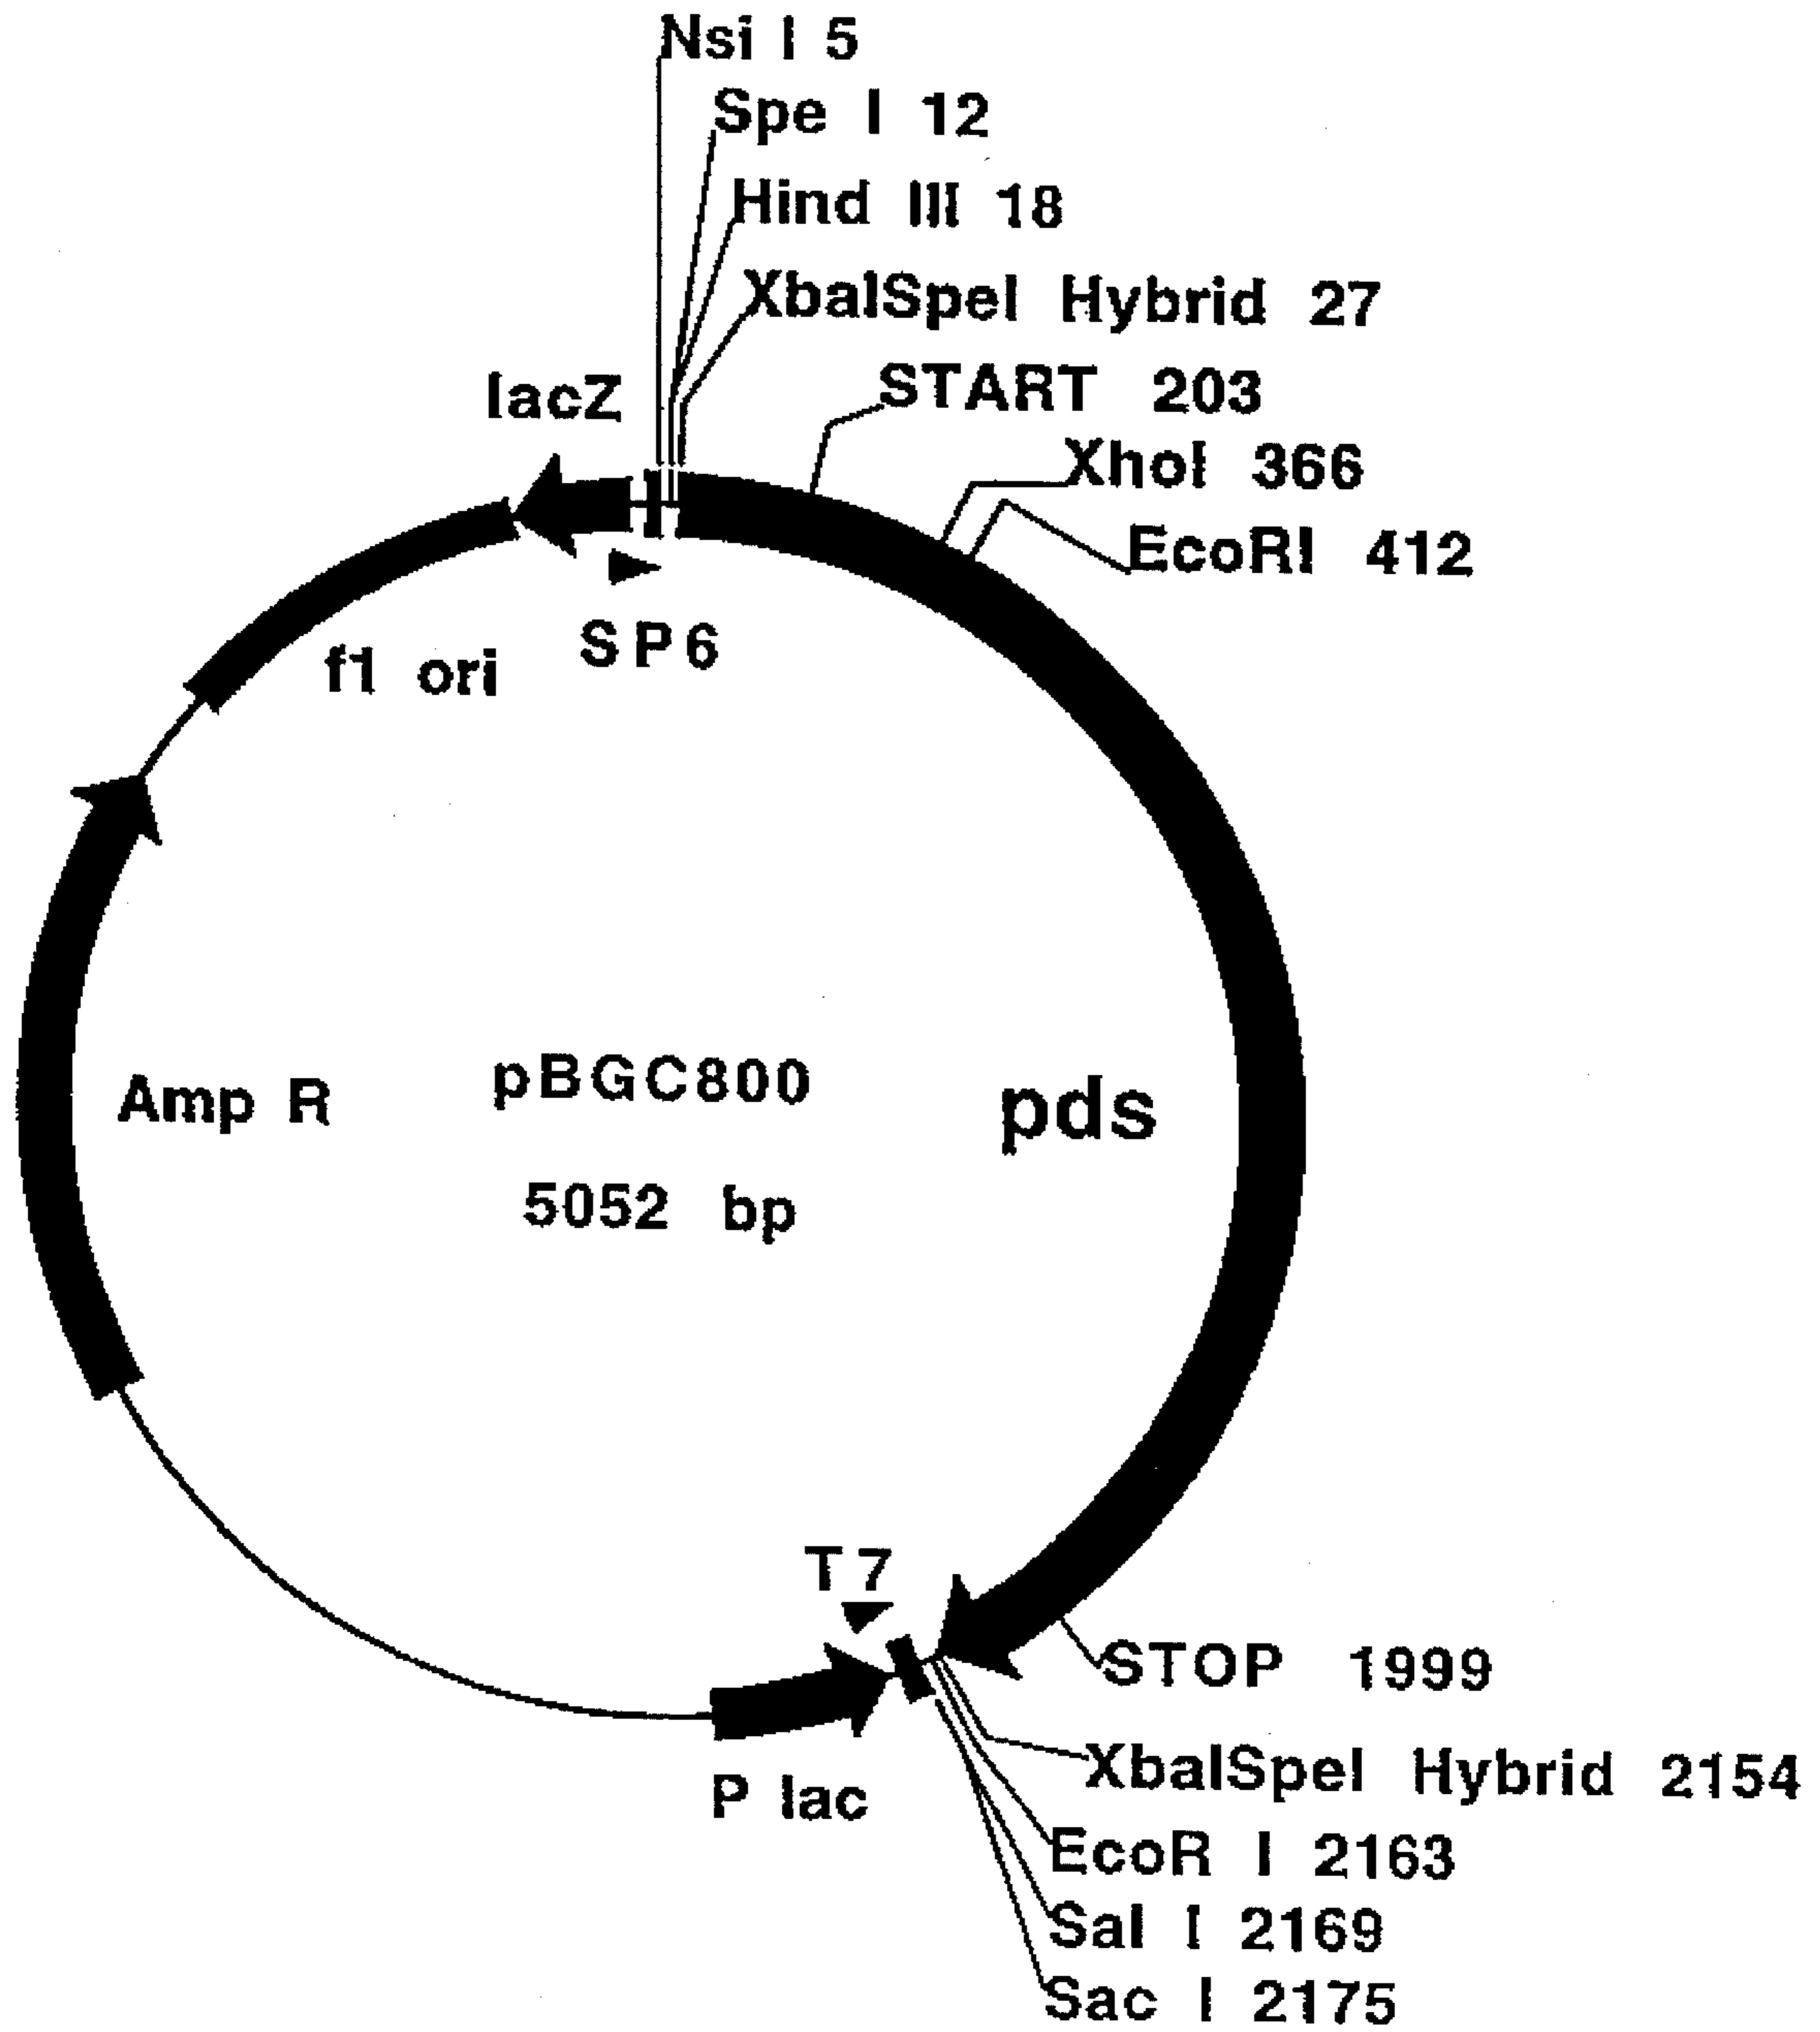 Nsi I 5
Spe I 12
Hind III 18
XbaISpeI Hybrid 27
lacZ
START 203
XhoI 366
EcoRI 412
SP6
f1 ori
Amp R
pBGC800
5052 bp
pds
T7
STOP 1999
P lac
XbaISpeI Hybrid 2154
EcoR I 2163
Sal I 2169
Sac I 2175